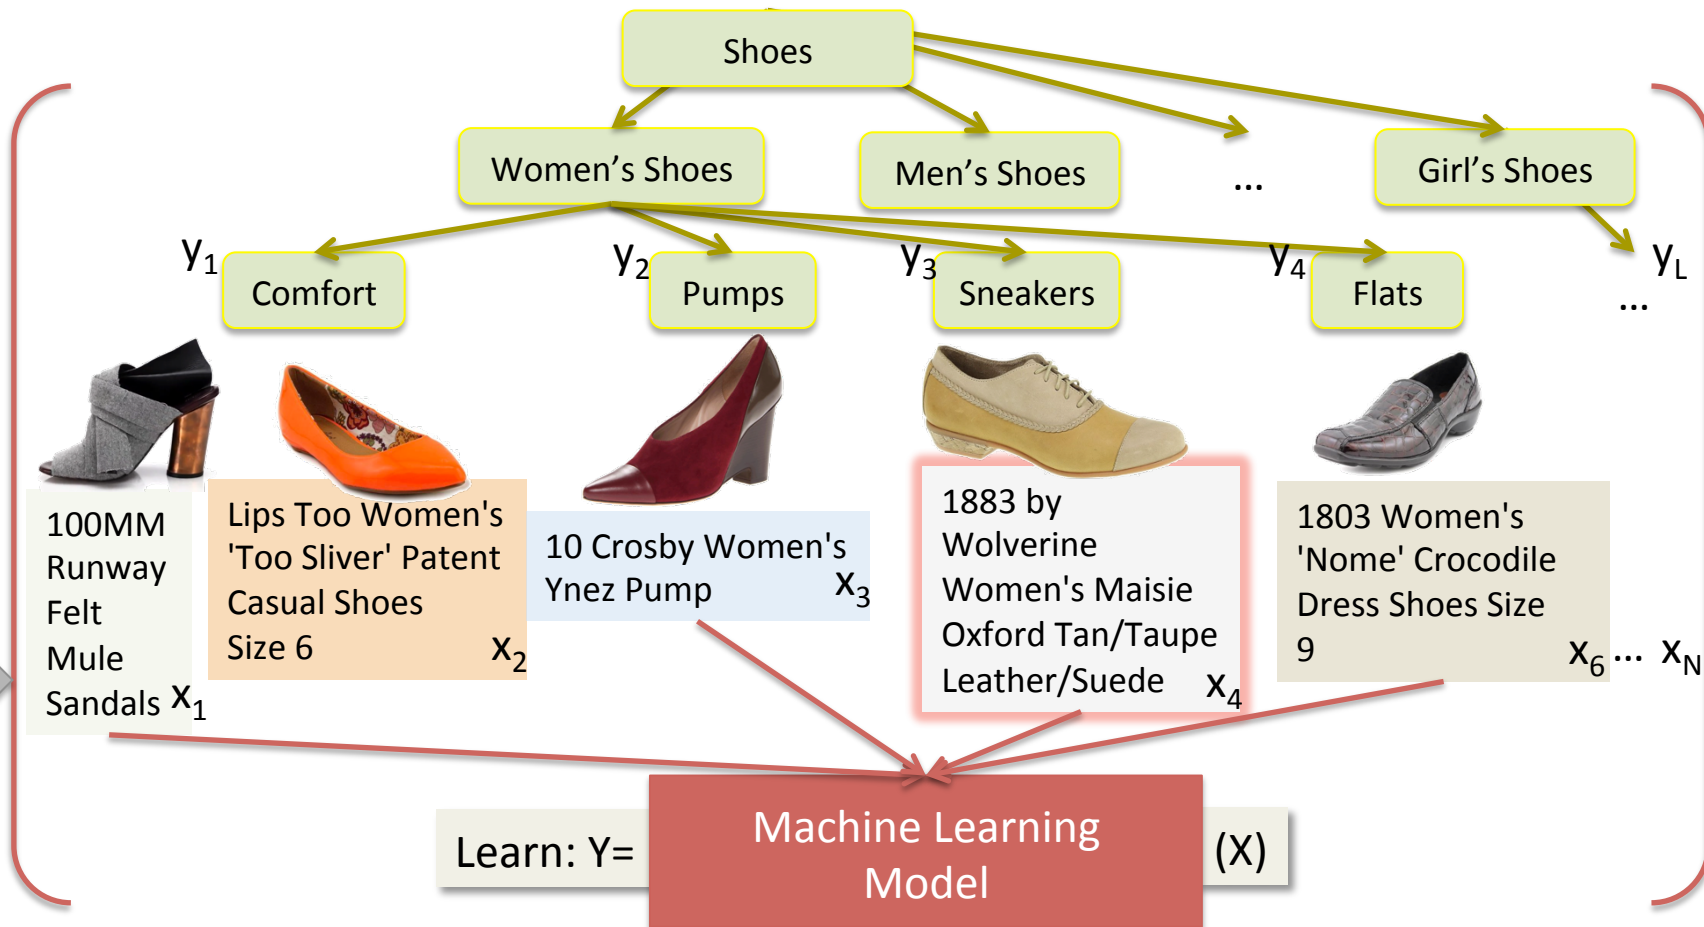 Shoes
Women’s Shoes
Men’s Shoes
...
Girl’s Shoes
y1
Comfort
y2
Pumps
y3
Sneakers
y4
Flats
yL
...
100MM
Runway
Felt
Mule
Sandals x1
Lips Too Women's
'Too Sliver' Patent
Casual Shoes
Size 6 x2
10 Crosby Women's
Ynez Pump x3
1883 by
Wolverine
Women's Maisie
Oxford Tan/Taupe
Leather/Suede x4
1803 Women's
'Nome' Crocodile
Dress Shoes Size
9 x6 ... xN
Learn: Y=
Machine Learning
Model
(X)